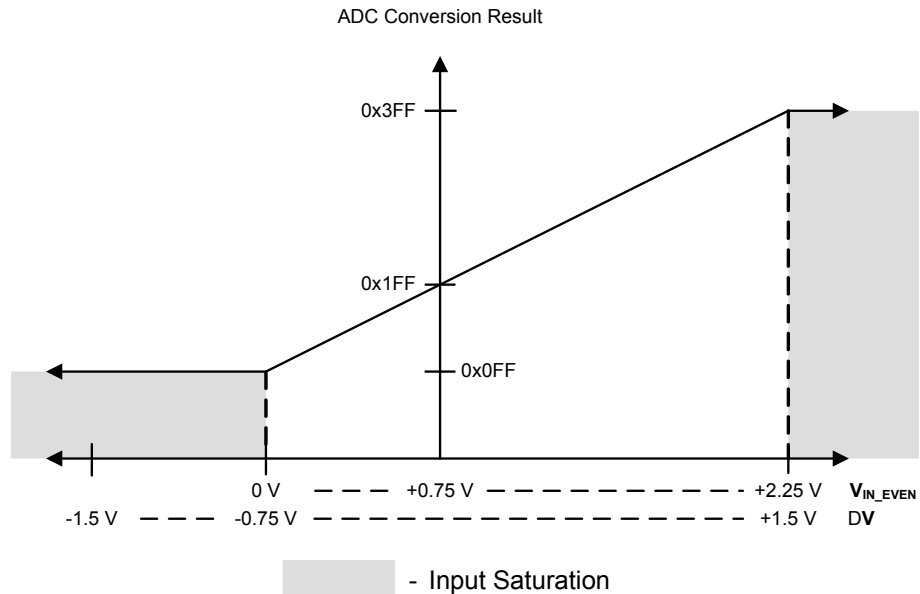 ADC Conversion Result
0x3FF
0x1FF
0x0FF
0 V +0.75 V +2.25 V VIN_EVEN
-1.5 V -0.75 V +1.5 V DV
- Input Saturation